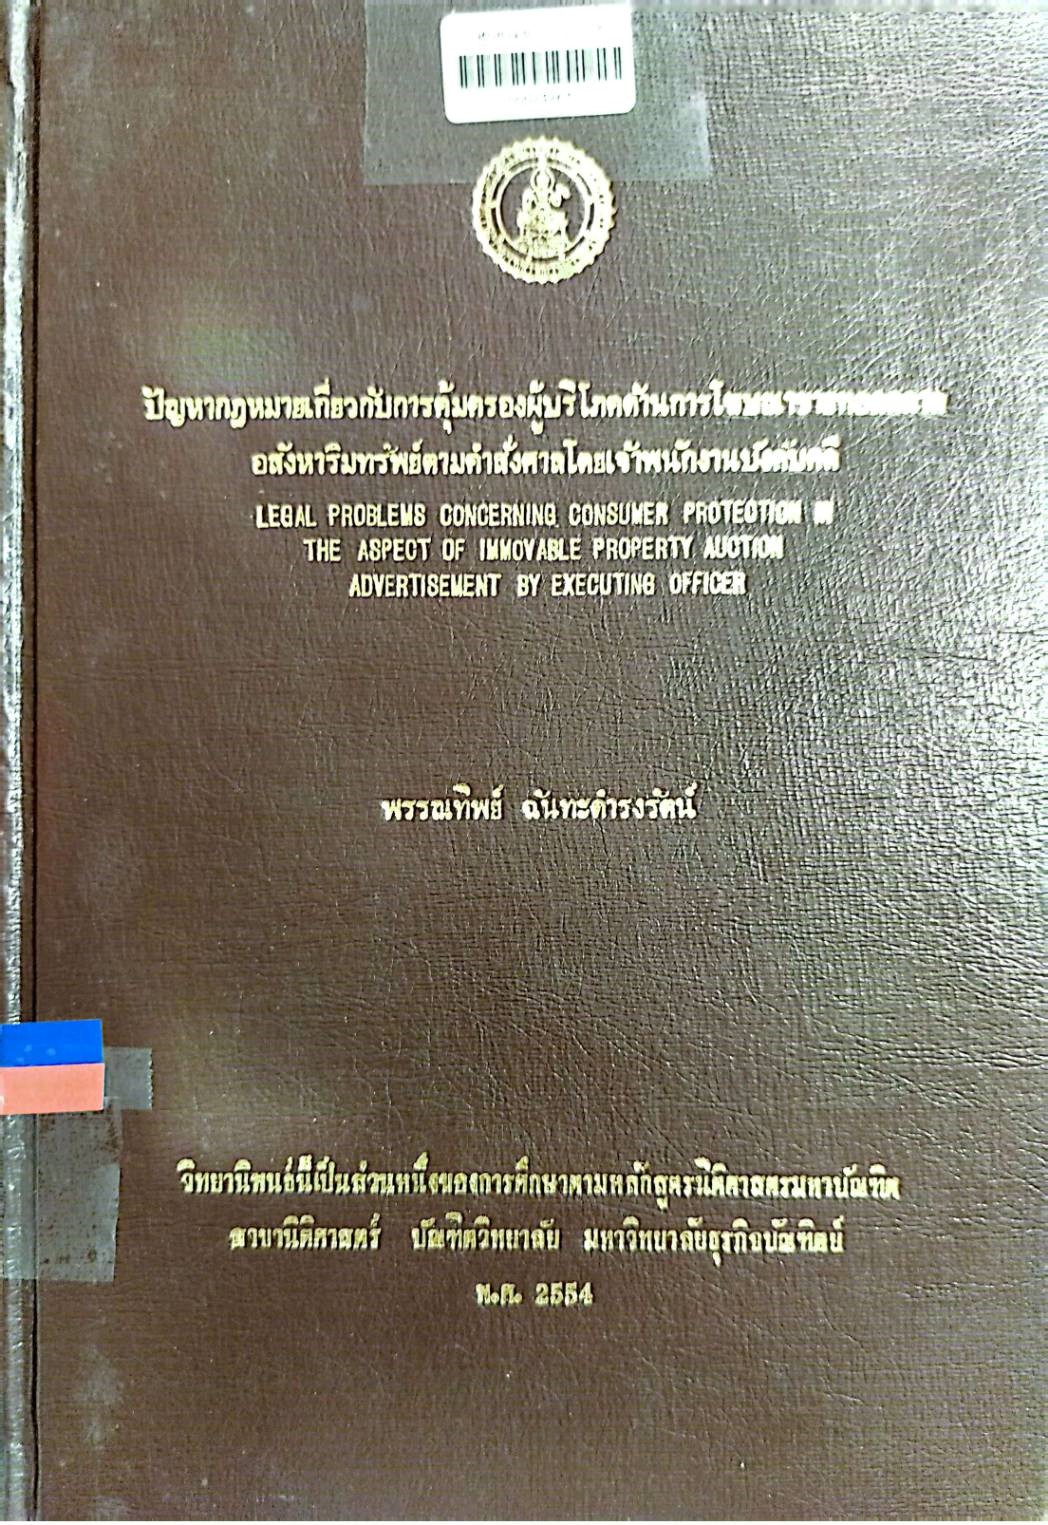 ปัญหากฎหมายเกี่ยวกับการคุ้มครองผู้บริโภคด้านการโฆษณาขายทอดตลาด
อสังหาริมทรัพย์ตามคำสั่งศาลโดยเจ้าพนักงานบังคับคดี
LEGAL PROBLEMS CONCERNING CONSUMER PROTECTION IN
THE ASPECT OF IMMOVABLE PROPERTY AUCTION
ADVERTISEMENT BY EXECUTING OFFICER
พรรณทิพย์ ฉันทะดำรงรัตน์
วิทยานิพนธ์นี้เป็นส่วนหนึ่งของการศึกษาตามหลักสูตรนิติศาสตรมหาบัณฑิต
สาขานิติศาสตร์ บัณฑิตวิทยาลัย มหาวิทยาลัยธุรกิจบัณฑิตย์
พ.ศ. 2554